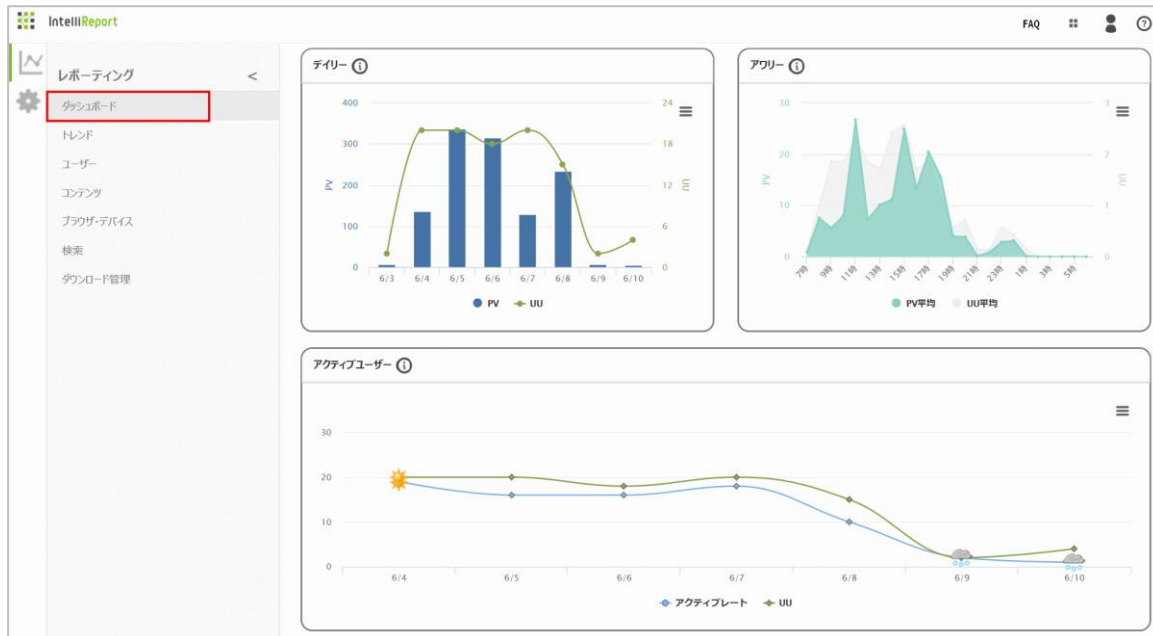 IntelliReport
FAQ
レポーティング <
ダッシュボード
トレンド
ユーザー
コンテンツ
ブラウザ・デバイス
検索
ダウンロード管理
デイリー
400 24
300 18
200 12
100 6
0 0
PV
UU
6/3 6/4 6/5 6/6 6/7 6/8 6/9 6/10
PV UU
アワリー
30 3
20 2
10 1
0 0
PV
UU
7時 9時 11時 13時 15時 17時 19時 21時 23時 1時 3時 5時
PV平均 UU平均
アクティブユーザー
30
20
10
0
6/4 6/5 6/6 6/7 6/8 6/9 6/10
アクティブレート UU